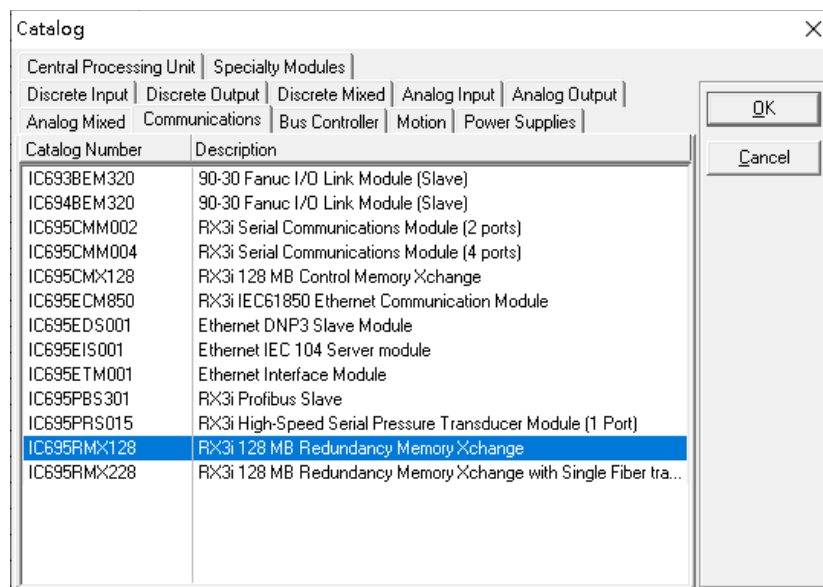 Catalog
Central Processing Unit Specialty Modules
Discrete Input Discrete Output Discrete Mixed Analog Input Analog Output
Analog Mixed Communications Bus Controller Motion Power Supplies
OK
Cancel
Catalog Number Description
IC693BEM320 90-30 Fanuc I/O Link Module (Slave)
IC694BEM320 90-30 Fanuc I/O Link Module (Slave)
IC695CMM002 RX3i Serial Communications Module (2 ports)
IC695CMM004 RX3i Serial Communications Module (4 ports)
IC695CMX128 RX3i 128 MB Control Memory Xchange
IC695ECM850 RX3i IEC61850 Ethernet Communication Module
IC695EDS001 Ethernet DNP3 Slave Module
IC695EIS001 Ethernet IEC 104 Server module
IC695ETM001 Ethernet Interface Module
IC695PBS301 RX3i Profibus Slave
IC695PRS015 RX3i High-Speed Serial Pressure Transducer Module (1 Port)
IC695RMX128 RX3i 128 MB Redundancy Memory Xchange
IC695RMX228 RX3i 128 MB Redundancy Memory Xchange with Single Fiber tra...